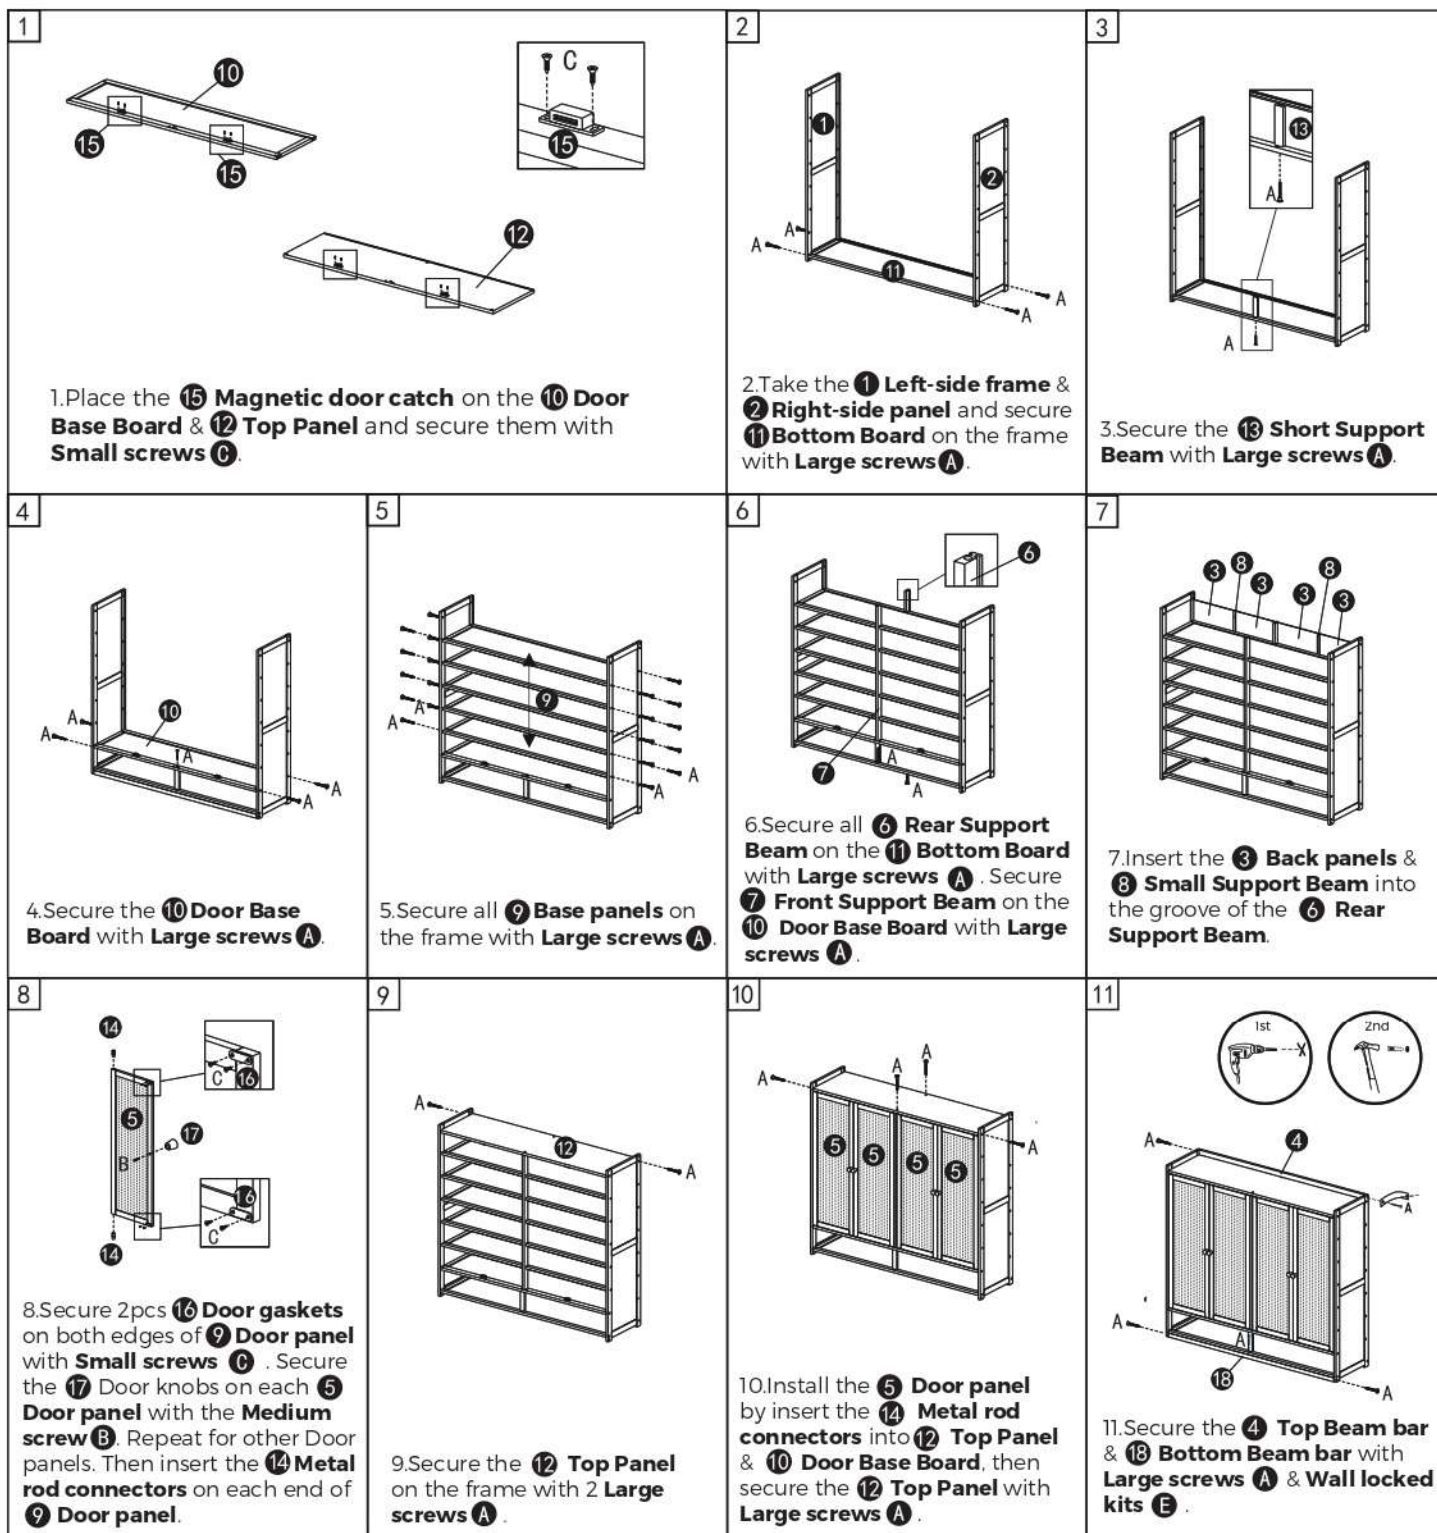 1
10
15
15
C
15
12
1.Place the 15 Magnetic door catch on the 10 Door
Base Board & 12 Top Panel and secure them with
Small screws C.
2
1
2
A
A
11
A
A
2.Take the 1 Left-side frame &
2 Right-side panel and secure
11 Bottom Board on the frame
with Large screws A.
3
13
A
A
3.Secure the 13 Short Support
Beam with Large screws A.
4
10
A
A
A
A
A
4.Secure the 10 Door Base
Board with Large screws A.
5
9
A
A
A
A
5.Secure all 9 Base panels on
the frame with Large screws A.
6
6
7
A
A
6.Secure all 6 Rear Support
Beam on the 11 Bottom Board
with Large screws A . Secure
7 Front Support Beam on the
10 Door Base Board with Large
screws A .
7
3
8
3
3
8
3
7.Insert the 3 Back panels &
8 Small Support Beam into
the groove of the 6 Rear
Support Beam.
8
14
C
16
5
17
B
16
C
14
8.Secure 2pcs 16 Door gaskets
on both edges of 9 Door panel
with Small screws C . Secure
the 17 Door knobs on each 5
Door panel with the Medium
screw B. Repeat for other Door
panels. Then insert the 14 Metal
rod connectors on each end of
9 Door panel.
9
A
12
A
9.Secure the 12 Top Panel
on the frame with 2 Large
screws A .
10
A
A
A
A
5
5
5
5
10.Install the 5 Door panel
by insert the 14 Metal rod
connectors into 12 Top Panel
& 10 Door Base Board, then
secure the 12 Top Panel with
Large screws A .
11
1st
2nd
A
4
A
A
A
18
A
11.Secure the 4 Top Beam bar
& 18 Bottom Beam bar with
Large screws A & Wall locked
kits E .